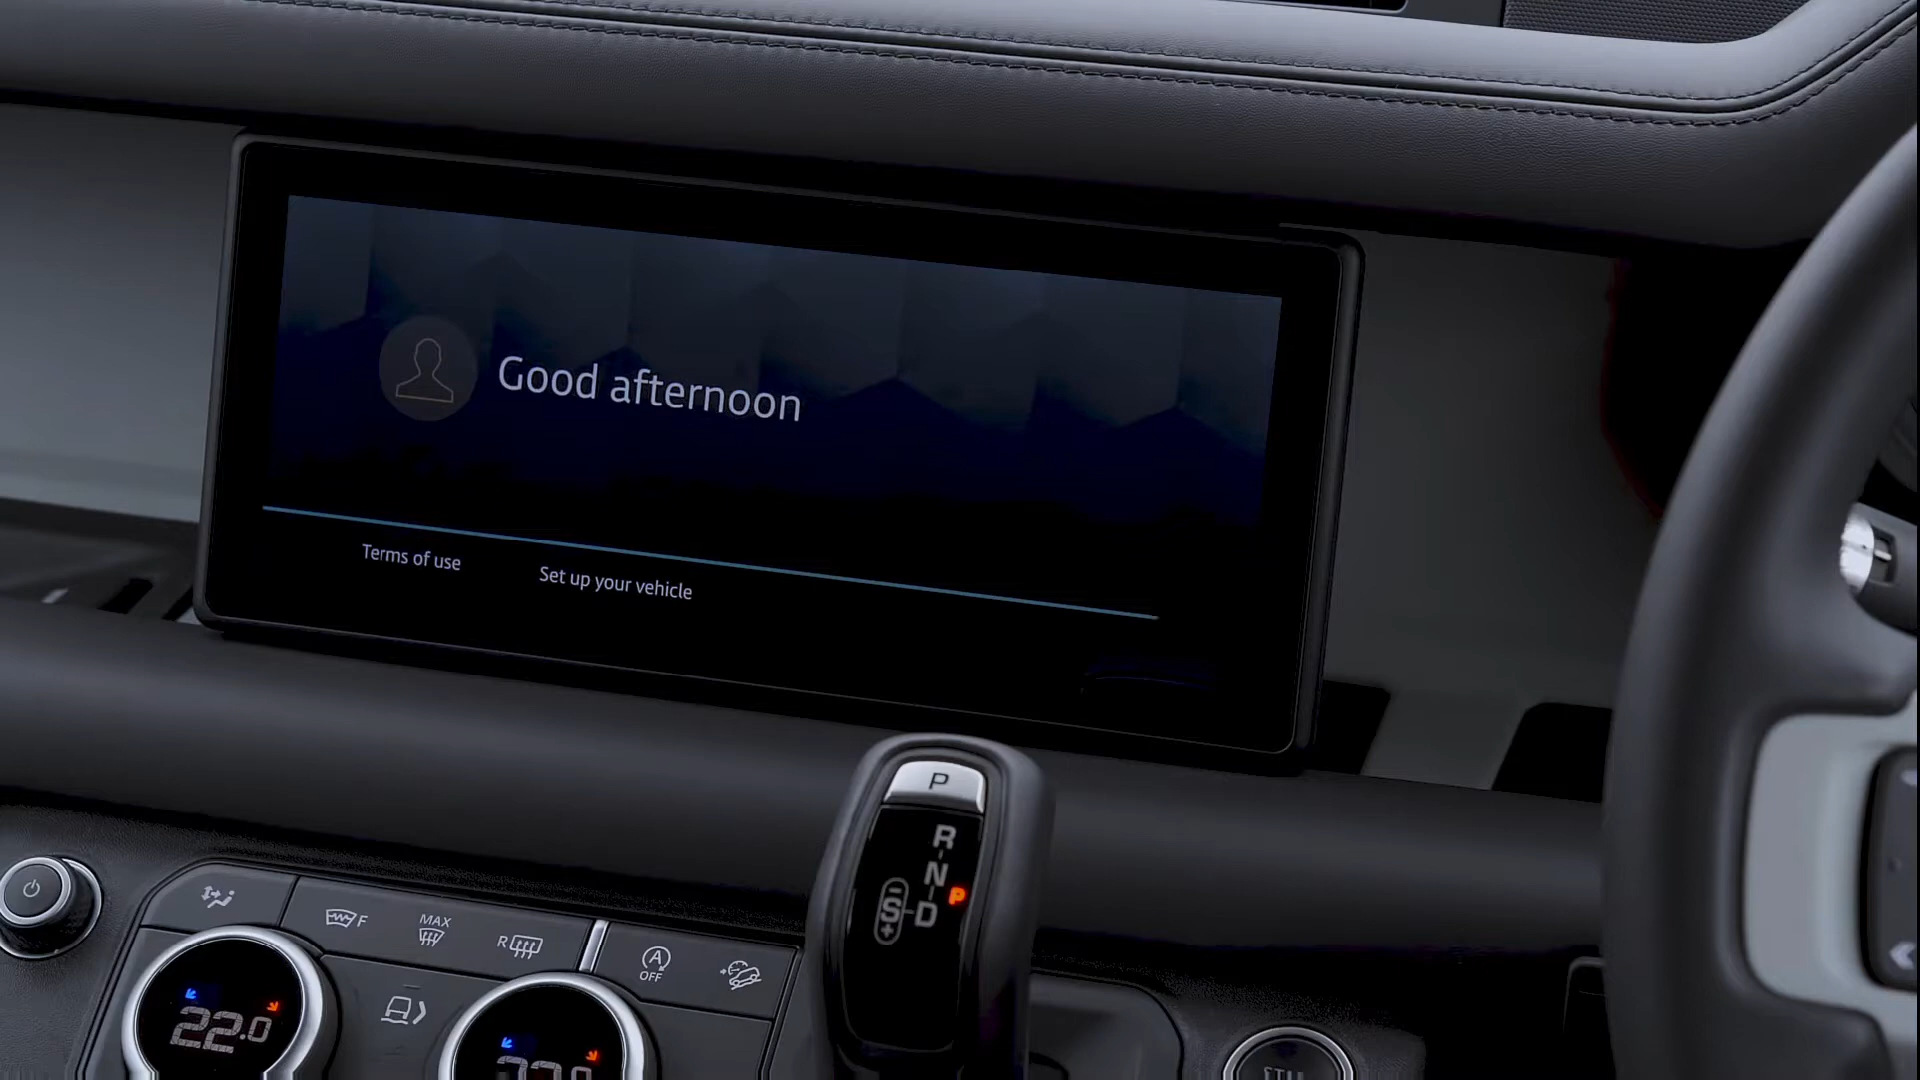 Good afternoon
Terms of use
Set up your vehicle
P
R
N
P
S
D
F
MAX
R
A
OFF
22.0